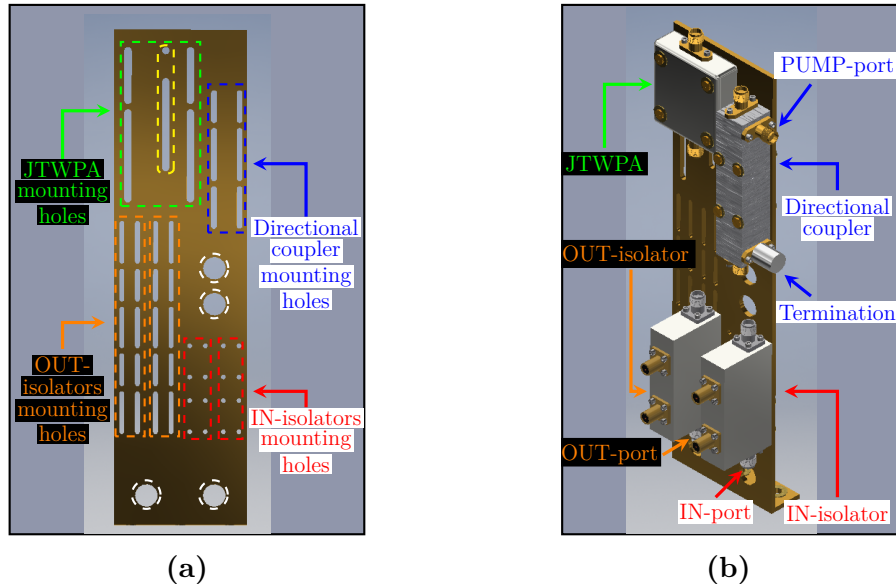 JTWPA
mounting
holes
OUT-
isolators
mounting
holes
Directional
coupler
mounting
holes
IN-isolators
mounting
holes
(a)
PUMP-port
JTWPA
Directional
coupler
OUT-isolator
Termination
OUT-port
IN-port
IN-isolator
(b)